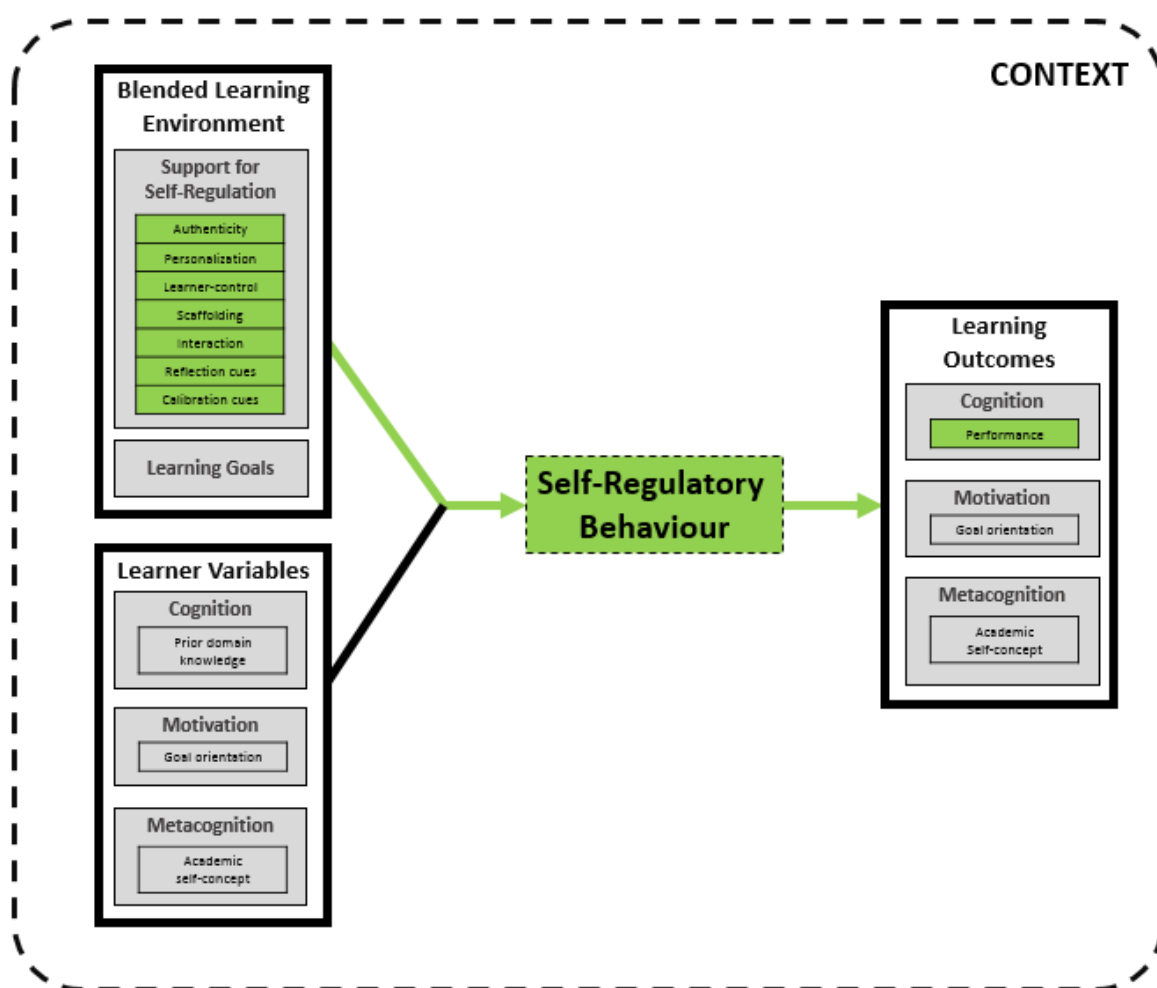 CONTEXT
Blended Learning
Environment
Support for
Self-Regulation
Authenticity
Personalization
Learner-control
Scaffolding
Interaction
Reflection cues
Calibration cues
Learning Goals
Learner Variables
Cognition
Prior domain
knowledge
Motivation
Goal orientation
Metacognition
Academic
self-concept
Self-Regulatory
Behaviour
Learning
Outcomes
Cognition
Performance
Motivation
Goal orientation
Metacognition
Academic
Self-concept